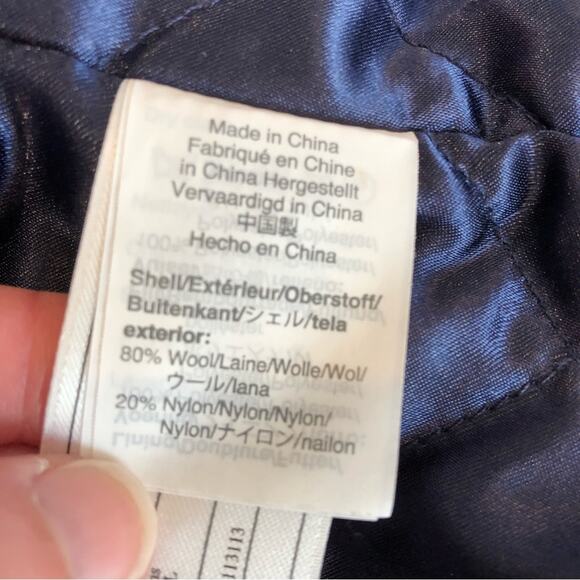 Made in China
Fabriqué en Chine
in China Hergestellt
Vervaardigd in China
中国製
Hecho en China
Shell/Extérieur/Oberstoff/
Buitenkant/シェル/tela
exterior:
80% Wool/Laine/Wolle/Wol/
ウール/lana
20% Nylon/Nylon/Nylon/
Nylon/ナイロン/nailon
113113